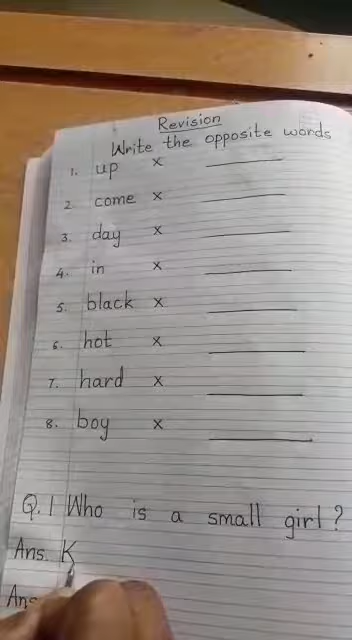 Revision
Write the opposite words
1. up x
2. come x
3. day x
4. in x
5. black x
6. hot x
7. hard x
8. boy x
Q.1 Who is a small girl?
Ans. K
Ans